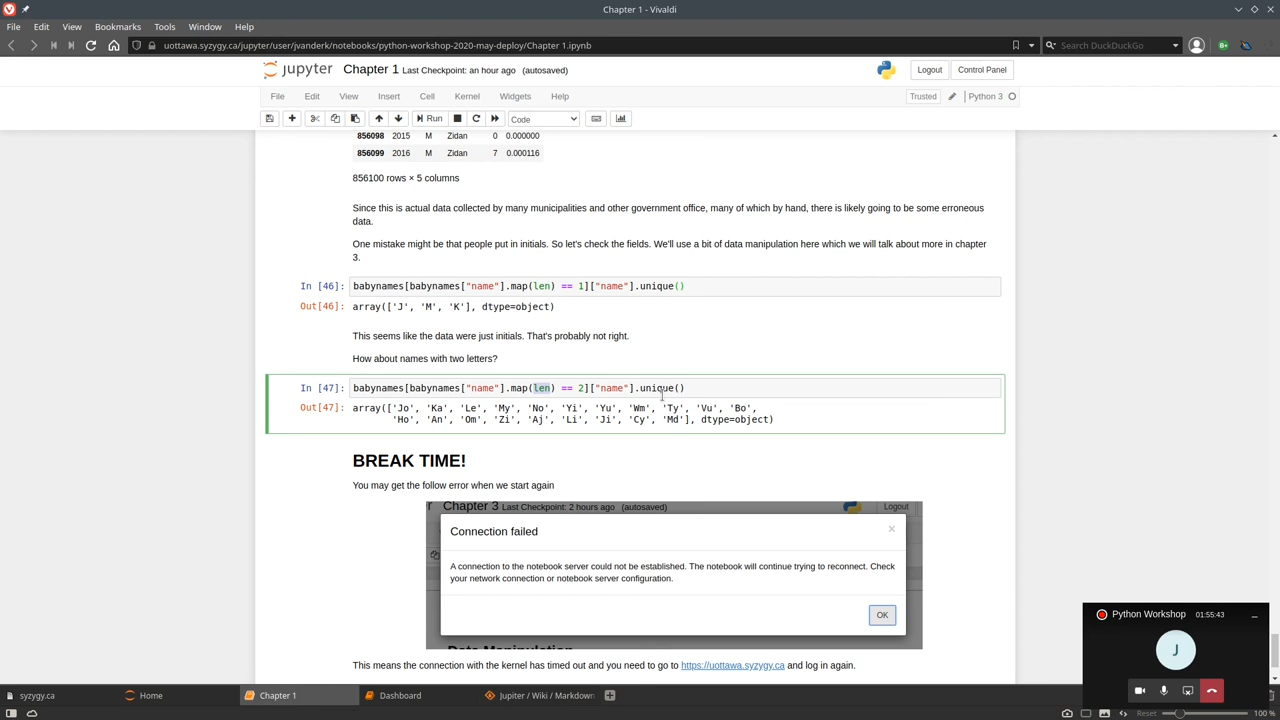 Chapter 1 - Vivaldi
File Edit View Bookmarks Tools Window Help
uottawa.syzygy.ca/jupyter/user/jvanderk/notebooks/python-workshop-2020-may-deploy/Chapter 1.ipynb
Search DuckDuckGo
jupyter Chapter 1 Last Checkpoint: an hour ago (autosaved)
Logout Control Panel
File Edit View Insert Cell Kernel Widgets Help
Trusted Python 3
Run Code
856098 2015 M Zidan 0 0.000000
856099 2016 M Zidan 7 0.000116
856100 rows × 5 columns
Since this is actual data collected by many municipalities and other government office, many of which by hand, there is likely going to be some erroneous
data.
One mistake might be that people put in initials. So let's check the fields. We'll use a bit of data manipulation here which we will talk about more in chapter
3.
In [46]: babynames[babynames["name"].map(len) == 1]["name"].unique()
Out[46]: array(['J', 'M', 'K'], dtype=object)
This seems like the data were just initials. That's probably not right.
How about names with two letters?
In [47]: babynames[babynames["name"].map(len) == 2]["name"].unique()
Out[47]: array(['Jo', 'Ka', 'Le', 'My', 'No', 'Yi', 'Yu', 'Wm', 'Ty', 'Vu', 'Bo',
'Ho', 'An', 'Om', 'Zi', 'Aj', 'Li', 'Ji', 'Cy', 'Md'], dtype=object)
BREAK TIME!
You may get the follow error when we start again
Chapter 3 Last Checkpoint: 2 hours ago (autosaved)
Logout
Connection failed
×
A connection to the notebook server could not be established. The notebook will continue trying to reconnect. Check
your network connection or notebook server configuration.
OK
Data Manipulation
This means the connection with the kernel has timed out and you need to go to https://uottawa.syzygy.ca and log in again.
Python Workshop 01:55:43
J
syzygy.ca Home Chapter 1 Dashboard Jupiter / Wiki / Markdown
Reset 100 %